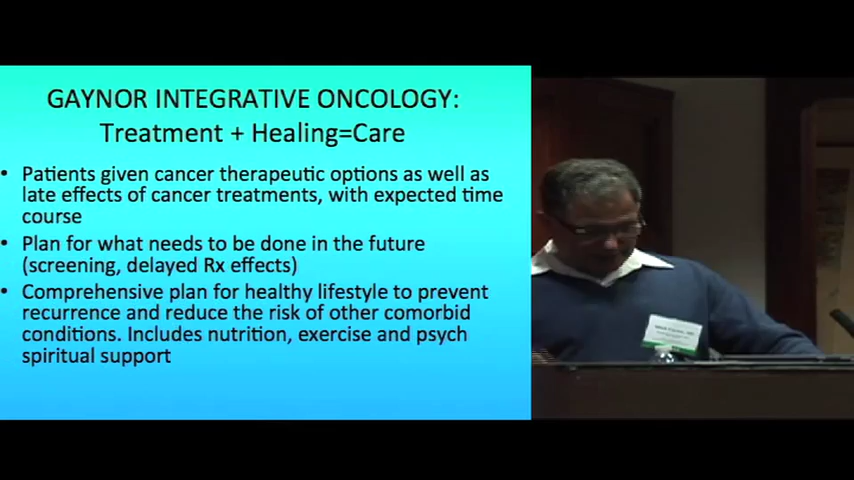 GAYNOR INTEGRATIVE ONCOLOGY:
Treatment + Healing=Care
• Patients given cancer therapeutic options as well as
late effects of cancer treatments, with expected time
course
• Plan for what needs to be done in the future
(screening, delayed Rx effects)
• Comprehensive plan for healthy lifestyle to prevent
recurrence and reduce the risk of other comorbid
conditions. Includes nutrition, exercise and psych
spiritual support